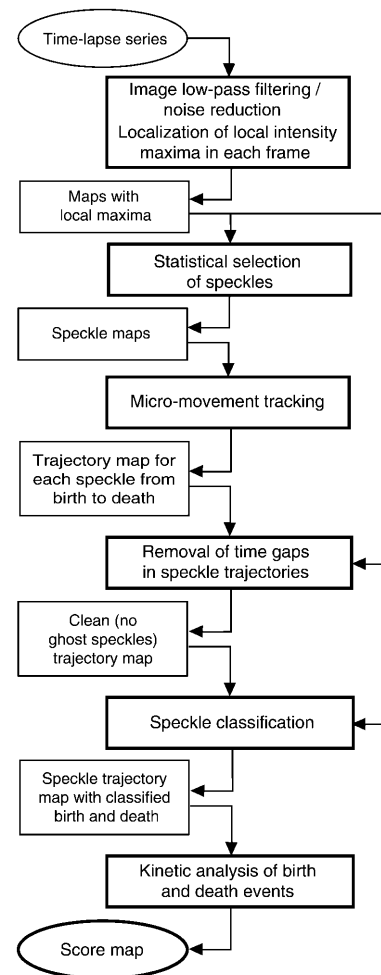 Time-lapse series
Image low-pass filtering /
noise reduction
Localization of local intensity
maxima in each frame
Maps with
local maxima
Statistical selection
of speckles
Speckle maps
Micro-movement tracking
Trajectory map for
each speckle from
birth to death
Removal of time gaps
in speckle trajectories
Clean (no
ghost speckles)
trajectory map
Speckle classification
Speckle trajectory
map with classified
birth and death
Kinetic analysis of birth
and death events
Score map